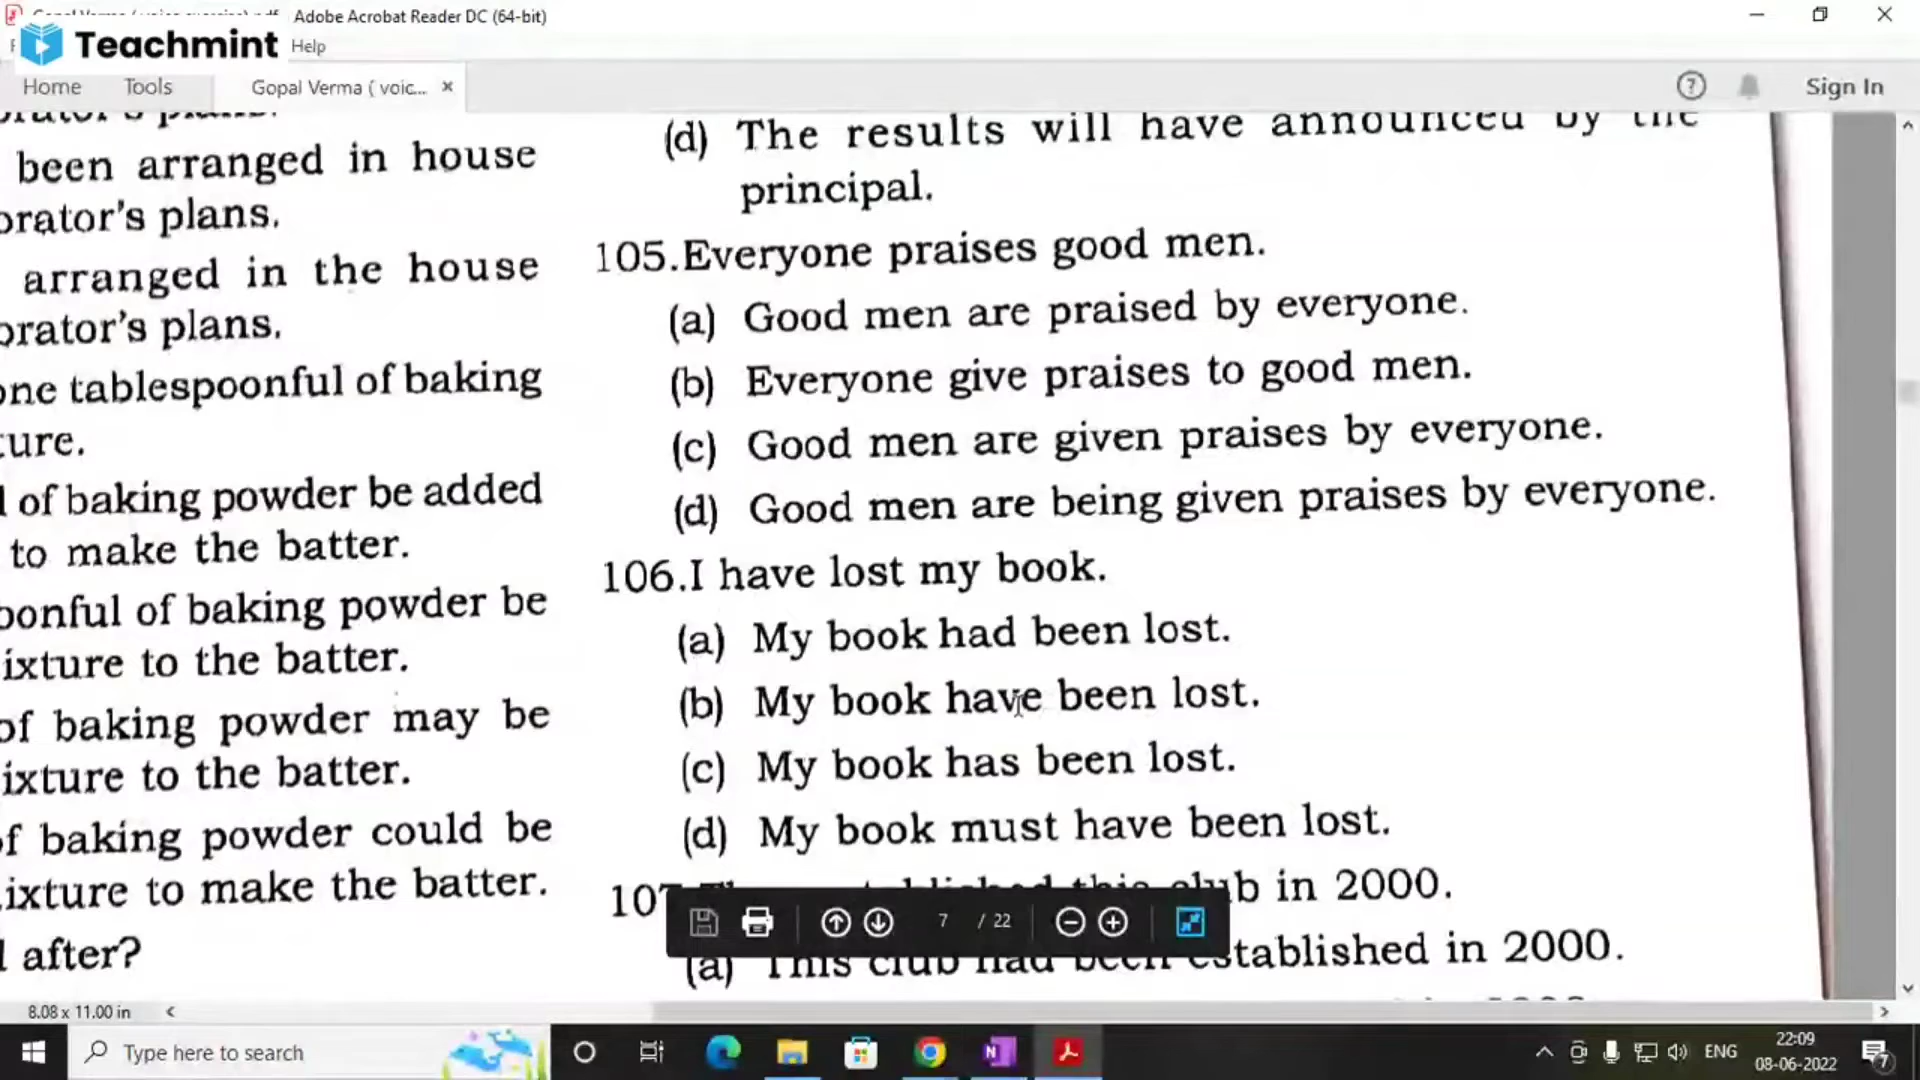 Adobe Acrobat Reader DC (64-bit)
Teachmint
Help
Home
Tools
Gopal Verma ( voic...
Sign In
been arranged in house
orator's plans.
arranged in the house
orator's plans.
one tablespoonful of baking
ture.
of baking powder be added
to make the batter.
oonful of baking powder be
ixture to the batter.
of baking powder may be
ixture to the batter.
of baking powder could be
ixture to make the batter.
after?
(d) The results will have announced by the
principal.
105.Everyone praises good men.
(a) Good men are praised by everyone.
(b) Everyone give praises to good men.
(c) Good men are given praises by everyone.
(d) Good men are being given praises by everyone.
106.I have lost my book.
(a) My book had been lost.
(b) My book have been lost.
(c) My book has been lost.
(d) My book must have been lost.
107 this club in 2000.
(a) This club had been established in 2000.
7 / 22
8.08 x 11.00 in
Type here to search
ENG
22:09
08-06-2022
7